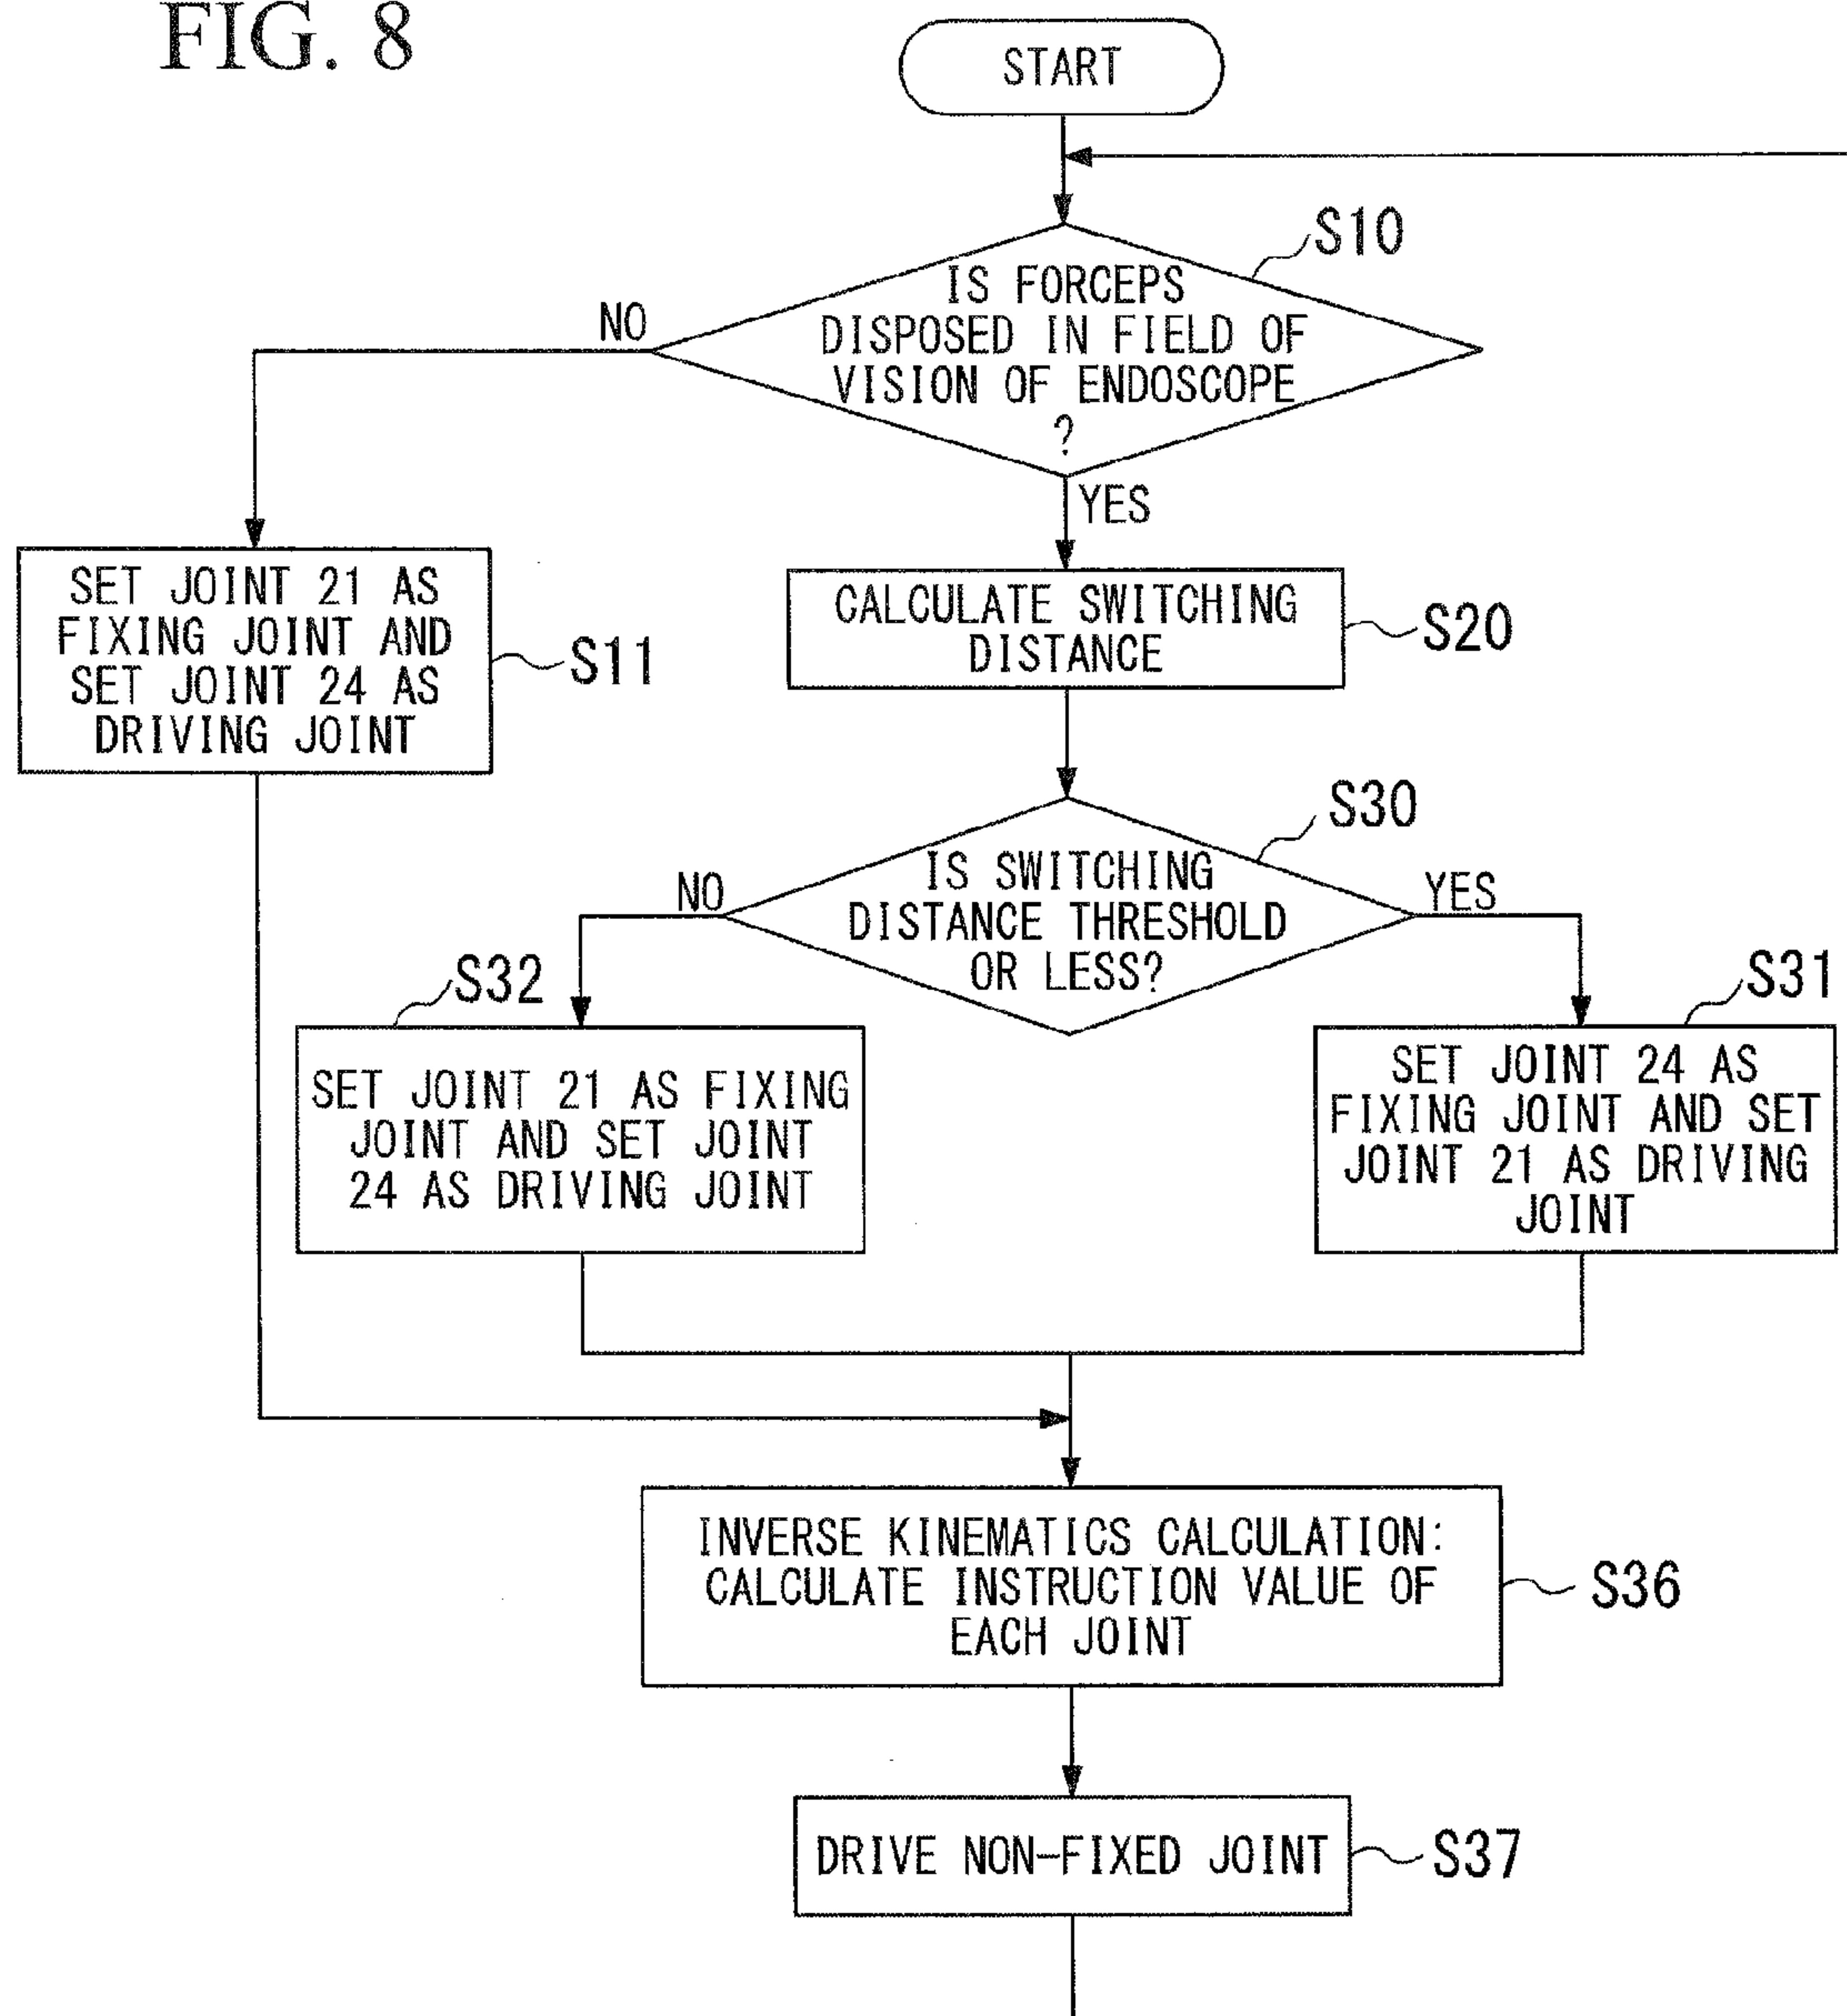 FIG. 8
START
S10
IS FORCEPS
DISPOSED IN FIELD OF
VISION OF ENDOSCOPE
?
NO
YES
SET JOINT 21 AS
FIXING JOINT AND
SET JOINT 24 AS
DRIVING JOINT
S11
CALCULATE SWITCHING
DISTANCE
S20
S30
IS SWITCHING
DISTANCE THRESHOLD
OR LESS?
NO
YES
S32
SET JOINT 21 AS FIXING
JOINT AND SET JOINT
24 AS DRIVING JOINT
S31
SET JOINT 24 AS
FIXING JOINT AND SET
JOINT 21 AS DRIVING
JOINT
INVERSE KINEMATICS CALCULATION:
CALCULATE INSTRUCTION VALUE OF
EACH JOINT
S36
DRIVE NON-FIXED JOINT
S37